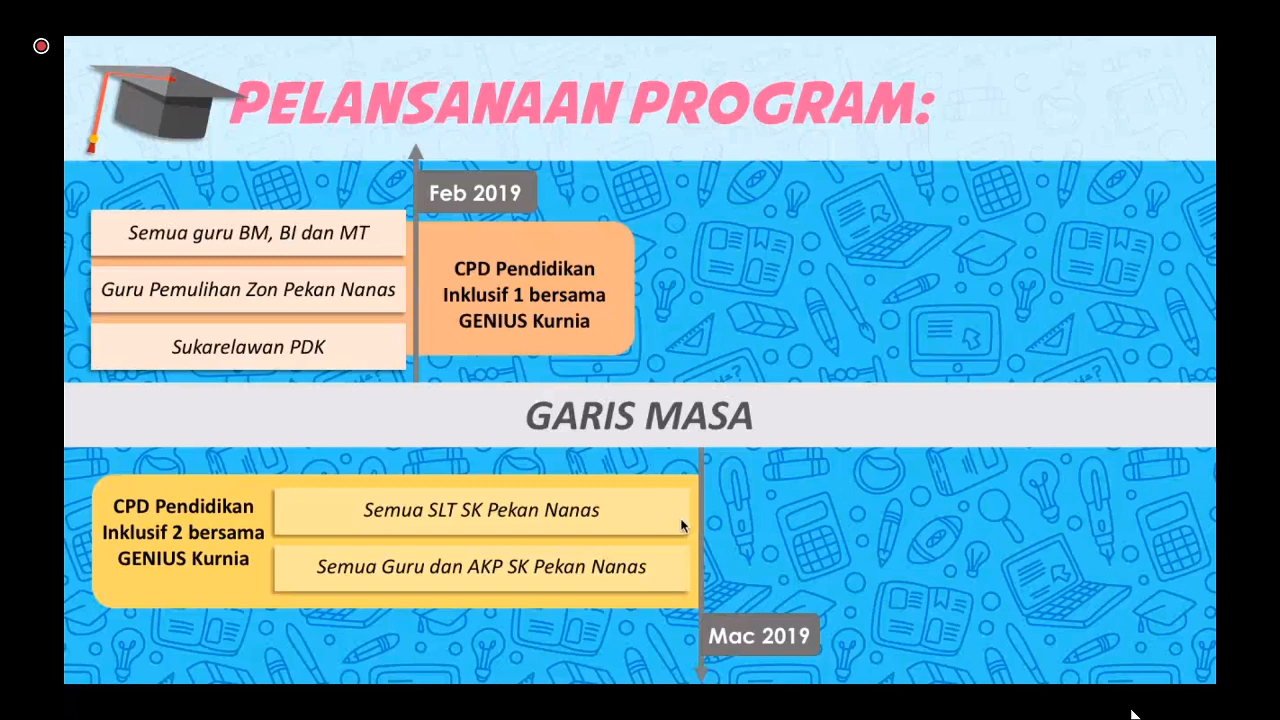 PELANSANAAN PROGRAM:
Feb 2019
Semua guru BM, BI dan MT
Guru Pemulihan Zon Pekan Nanas
Sukarelawan PDK
CPD Pendidikan
Inklusif 1 bersama
GENIUS Kurnia
GARIS MASA
CPD Pendidikan
Inklusif 2 bersama
GENIUS Kurnia
Semua SLT SK Pekan Nanas
Semua Guru dan AKP SK Pekan Nanas
Mac 2019